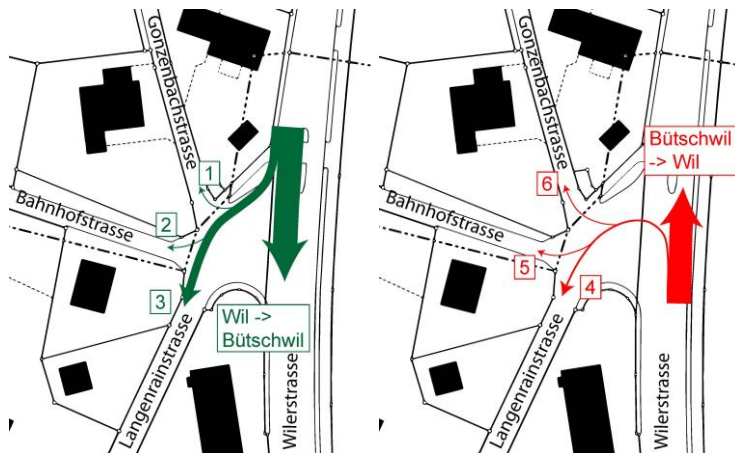 Gonzenbachstrasse
1
Bahnhofstrasse
2
3
Wil ->
Bütschwil
Langenrainstrasse
Wilerstrasse
Gonzenbachstrasse
Bütschwil
-> Wil
6
Bahnhofstrasse
5
4
Langenrainstrasse
Wilerstrasse